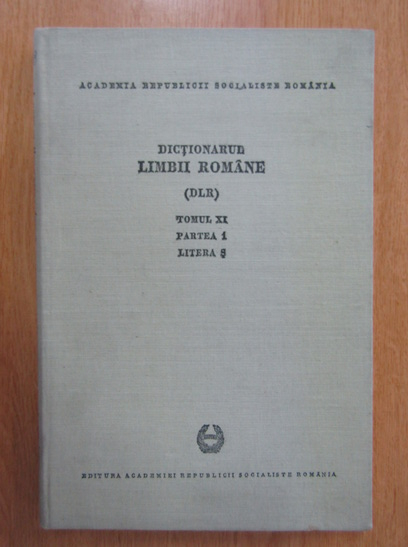 ACADEMIA REPUBLICII SOCIALISTE ROMÂNIA
DICȚIONARUL
LIMBII ROMÂNE
(DLR)
TOMUL XI
PARTEA 1
LITERA Ș
EDITURA ACADEMIEI REPUBLICII SOCIALISTE ROMÂNIA